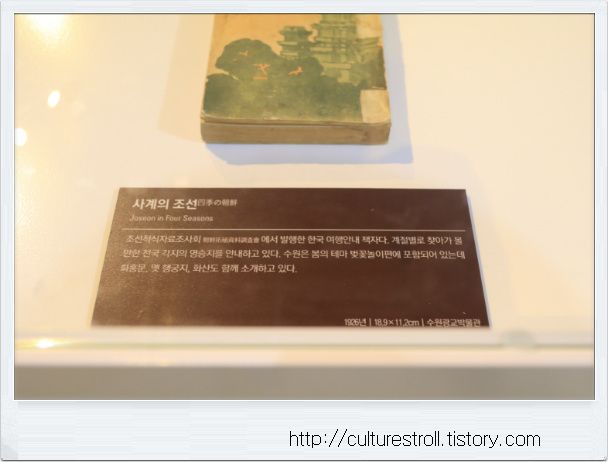 사계의 조선四季の朝鮮
Joseon in Four Seasons
조선척식자료조사회 朝鮮拓殖資料調査會 에서 발행한 한국 여행안내 책자다. 계절별로 찾아가 볼
만한 전국 각지의 명승지를 안내하고 있다. 수원은 봄의 테마 벚꽃놀이편에 포함되어 있는데
화홍문, 옛 행궁지, 화산도 함께 소개하고 있다.
1926년 | 18.9×11.2cm | 수원광교박물관
http://culturestroll.tistory.com